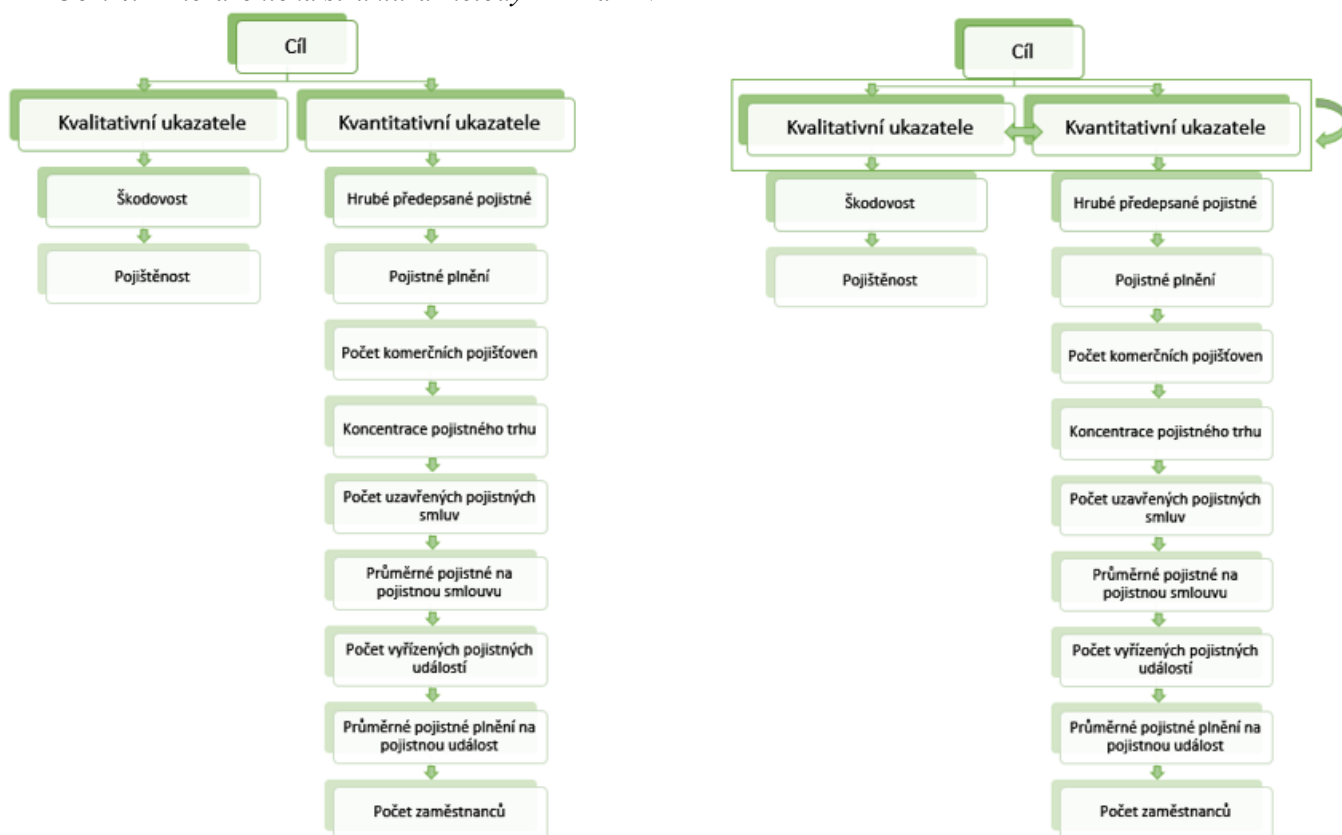 Cíl
Kvalitativní ukazatele
Kvantitativní ukazatele
Škodovost
Pojištěnost
Hrubé předepsané pojistné
Pojistné plnění
Počet komerčních pojišťoven
Koncentrace pojistného trhu
Počet uzavřených pojistných
smluv
Průměrné pojistné na
pojistnou smlouvu
Počet vyřízených pojistných
událostí
Průměrné pojistné plnění na
pojistnou událost
Počet zaměstnanců
Cíl
Kvalitativní ukazatele
Kvantitativní ukazatele
Škodovost
Pojištěnost
Hrubé předepsané pojistné
Pojistné plnění
Počet komerčních pojišťoven
Koncentrace pojistného trhu
Počet uzavřených pojistných
smluv
Průměrné pojistné na
pojistnou smlouvu
Počet vyřízených pojistných
událostí
Průměrné pojistné plnění na
pojistnou událost
Počet zaměstnanců